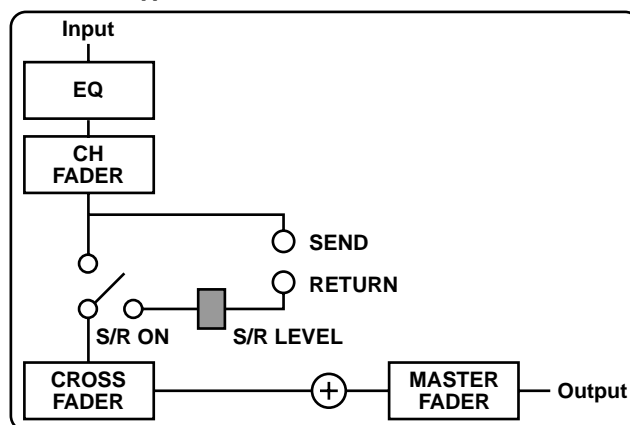 Input
EQ
CH
FADER
SEND
RETURN
S/R ON
S/R LEVEL
CROSS
FADER
MASTER
FADER
Output